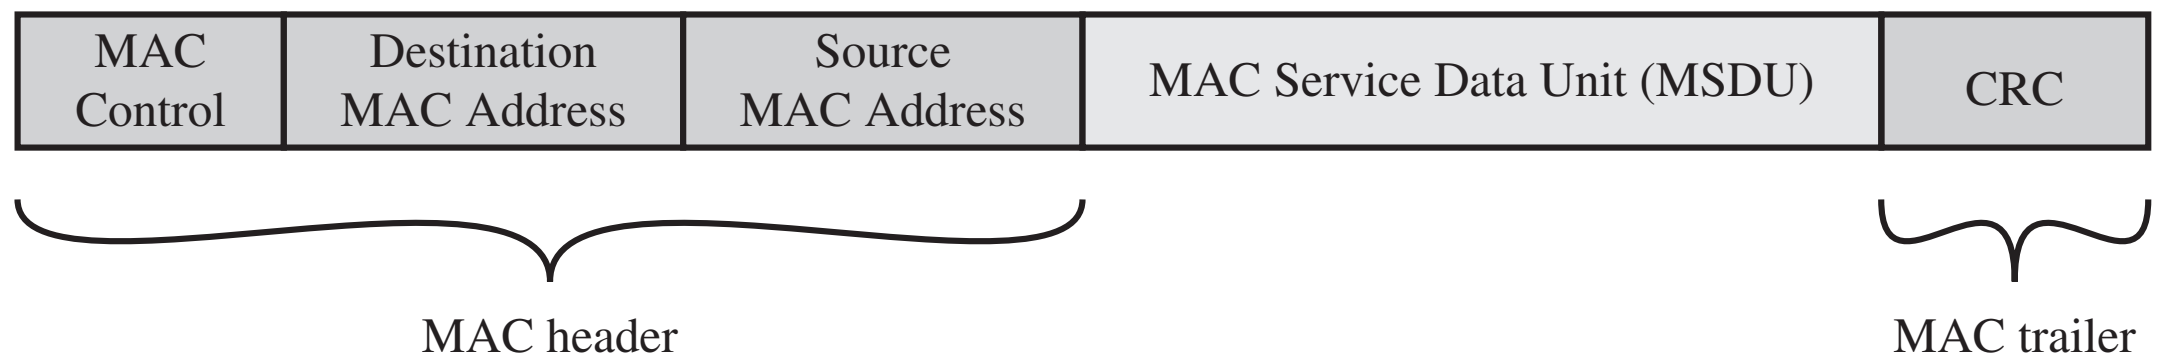 MAC
Control
Destination
MAC Address
Source
MAC Address
MAC Service Data Unit (MSDU)
CRC
MAC header
MAC trailer